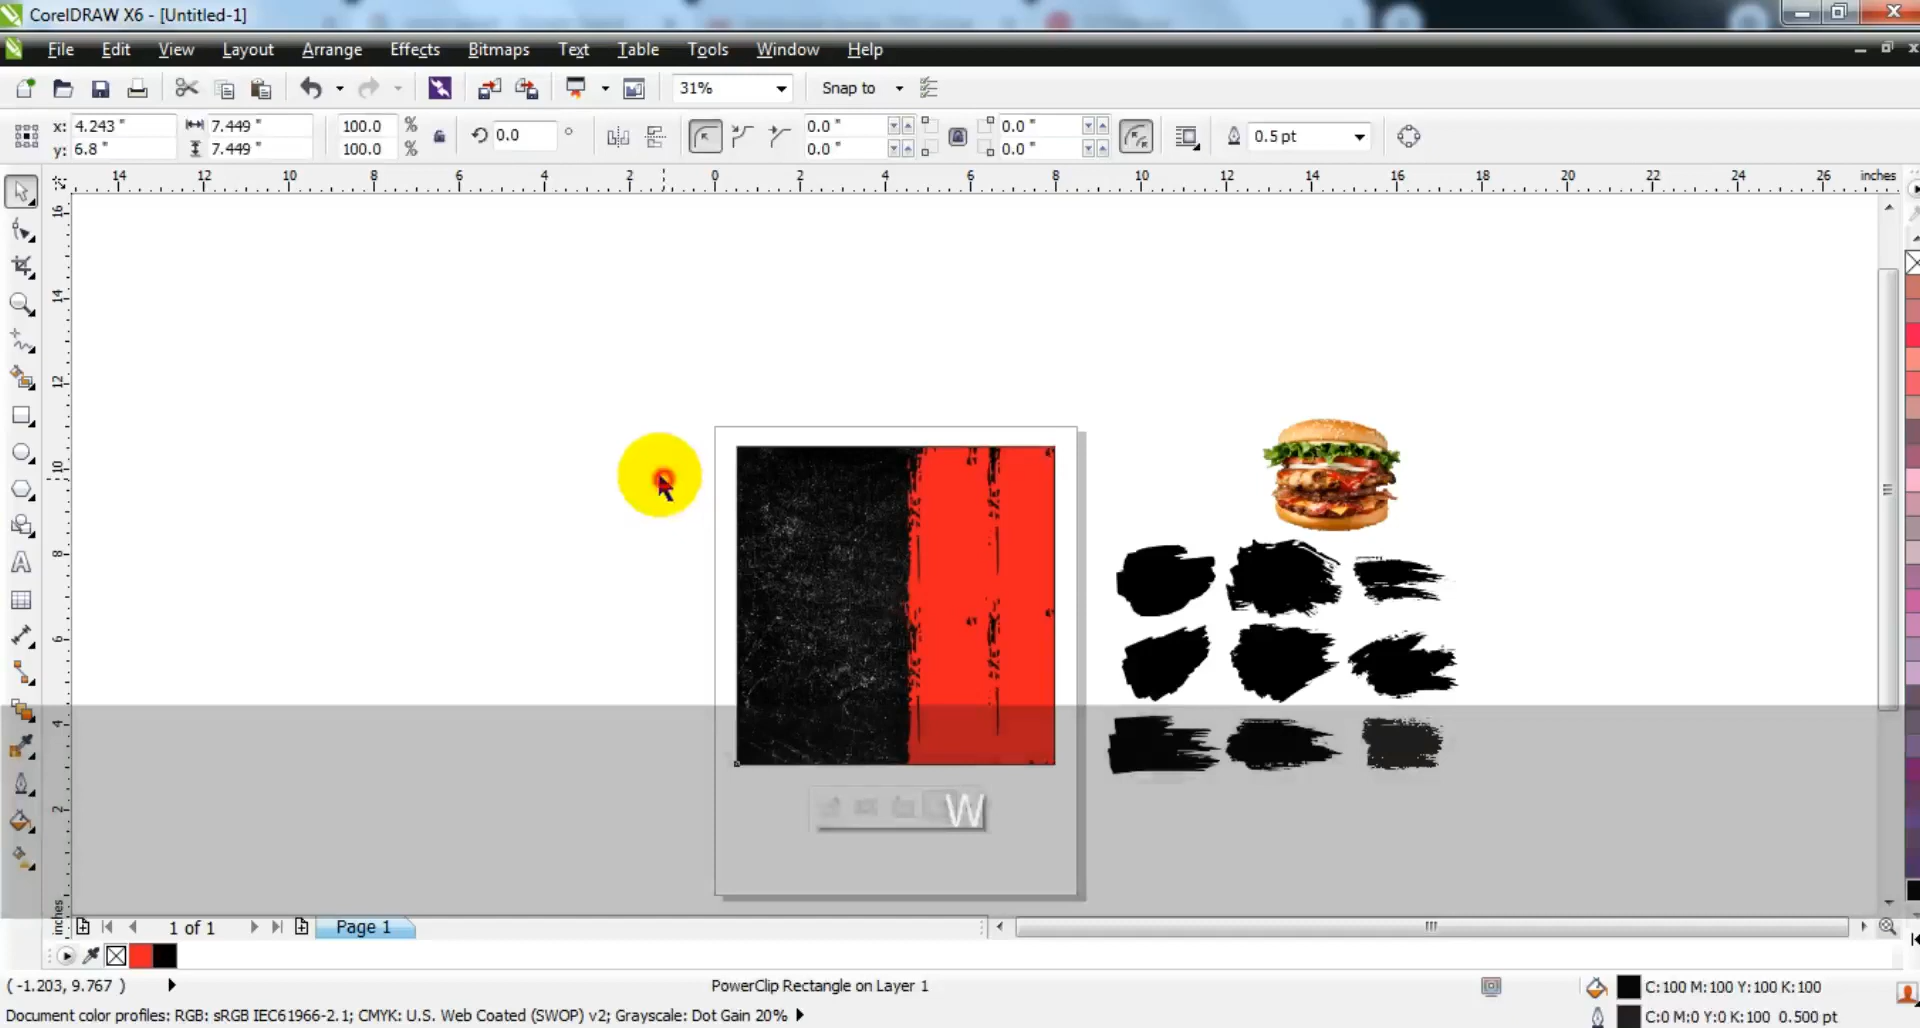 CorelDRAW X6 - [Untitled-1]
File Edit View Layout Arrange Effects Bitmaps Text Table Tools Window Help
31% Snap to
x: 4.243 " 7.449 " 100.0 % 0.0 ° 0.0 " 0.0 " 0.5 pt
y: 6.8 " 7.449 " 100.0 % 0.0 " 0.0 "
14 12 10 8 6 4 2 0 2 4 6 8 10 12 14 16 18 20 22 24 26 inches
16
14
12
10
8
6
4
2
inches
W
1 of 1 Page 1
( -1.203, 9.767 ) PowerClip Rectangle on Layer 1 C:100 M:100 Y:100 K:100
Document color profiles: RGB: sRGB IEC61966-2.1; CMYK: U.S. Web Coated (SWOP) v2; Grayscale: Dot Gain 20% C:0 M:0 Y:0 K:100 0.500 pt